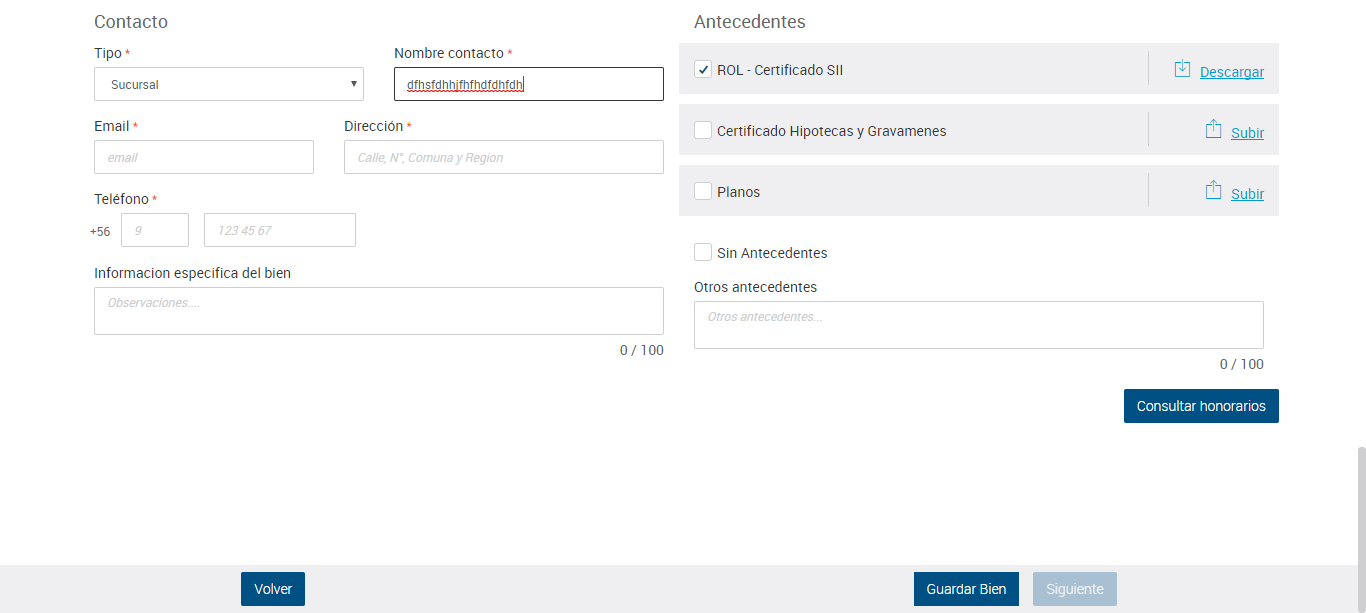 Contacto
Tipo *
Nombre contacto *
Sucursal
dfhsfdhhjfhfhdfdhfdh
Email *
Dirección *
email
Calle, N°, Comuna y Region
Teléfono *
+56
9
123 45 67
Informacion especifica del bien
Observaciones....
0 / 100
Antecedentes
ROL - Certificado SII
Descargar
Certificado Hipotecas y Gravamenes
Subir
Planos
Subir
Sin Antecedentes
Otros antecedentes
Otros antecedentes...
0 / 100
Consultar honorarios
Volver
Guardar Bien
Siguiente